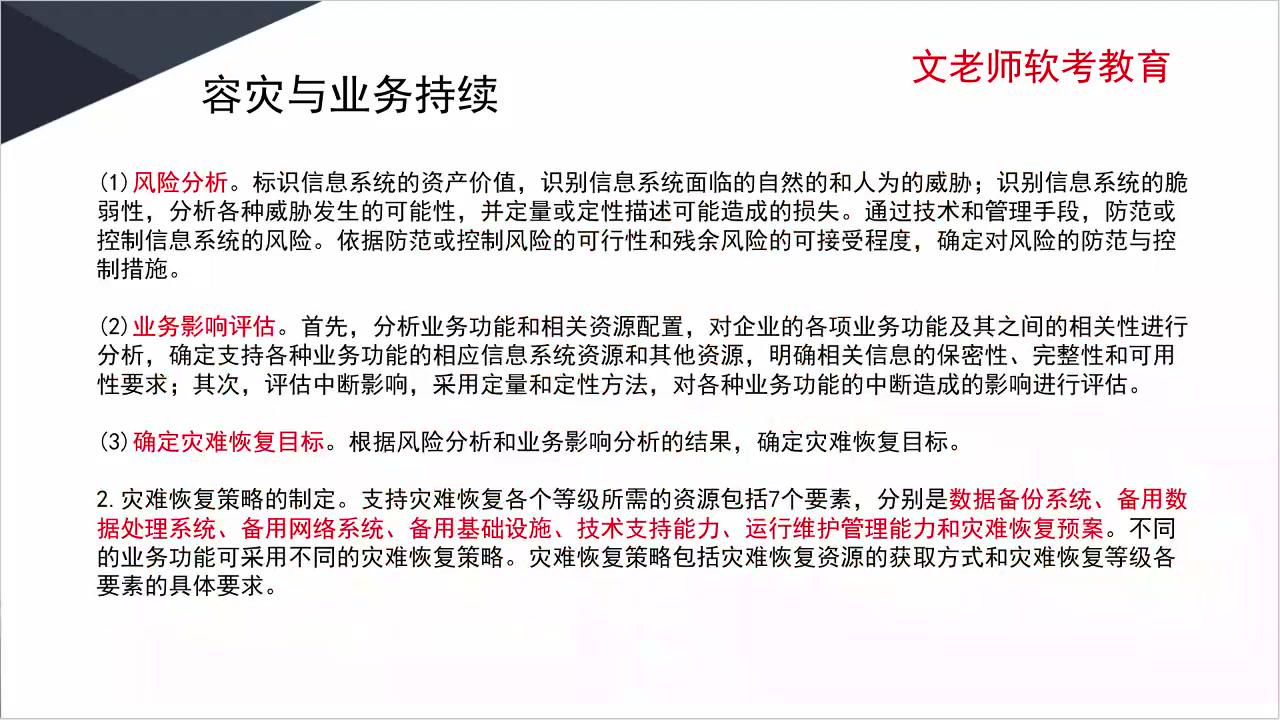 文老师软考教育
容灾与业务持续
(1)风险分析。标识信息系统的资产价值，识别信息系统面临的自然的和人为的威胁；识别信息系统的脆
弱性，分析各种威胁发生的可能性，并定量或定性描述可能造成的损失。通过技术和管理手段，防范或
控制信息系统的风险。依据防范或控制风险的可行性和残余风险的可接受程度，确定对风险的防范与控
制措施。
(2)业务影响评估。首先，分析业务功能和相关资源配置，对企业的各项业务功能及其之间的相关性进行
分析，确定支持各种业务功能的相应信息系统资源和其他资源，明确相关信息的保密性、完整性和可用
性要求；其次，评估中断影响，采用定量和定性方法，对各种业务功能的中断造成的影响进行评估。
(3)确定灾难恢复目标。根据风险分析和业务影响分析的结果，确定灾难恢复目标。
2.灾难恢复策略的制定。支持灾难恢复各个等级所需的资源包括7个要素，分别是数据备份系统、备用数
据处理系统、备用网络系统、备用基础设施、技术支持能力、运行维护管理能力和灾难恢复预案。不同
的业务功能可采用不同的灾难恢复策略。灾难恢复策略包括灾难恢复资源的获取方式和灾难恢复等级各
要素的具体要求。